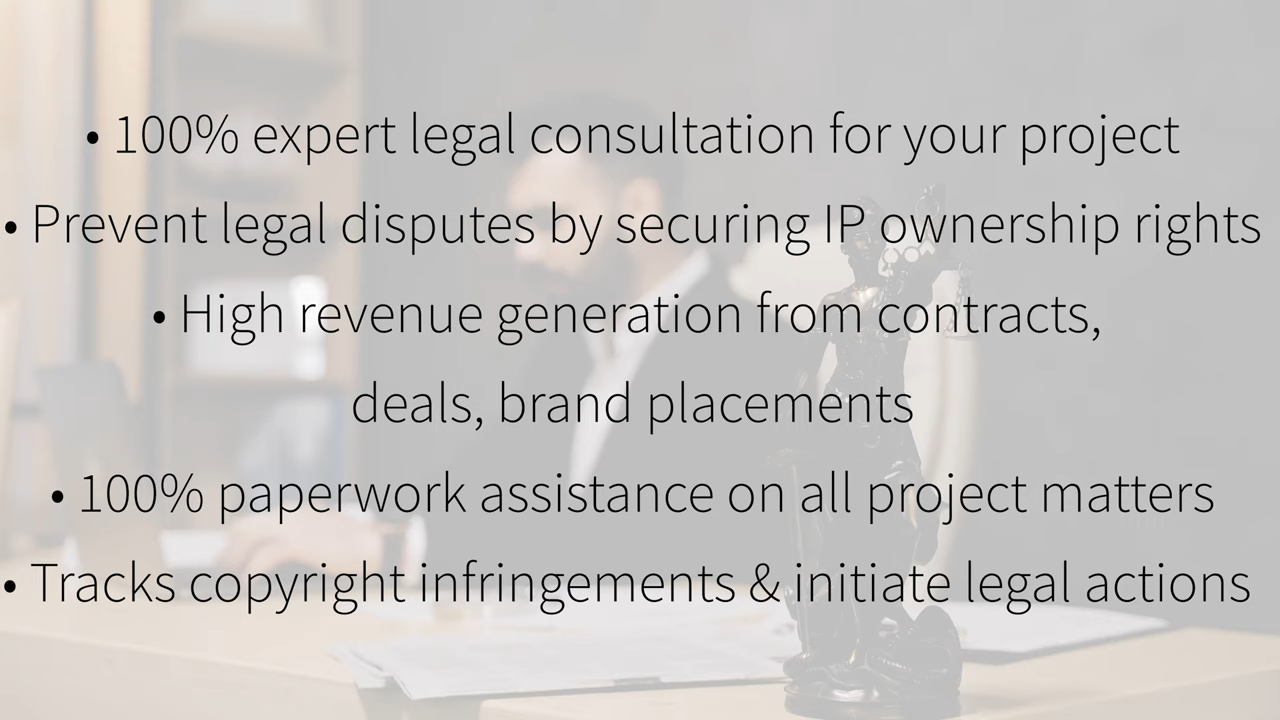 • 100% expert legal consultation for your project
• Prevent legal disputes by securing IP ownership rights
• High revenue generation from contracts,
deals, brand placements
• 100% paperwork assistance on all project matters
• Tracks copyright infringements & initiate legal actions